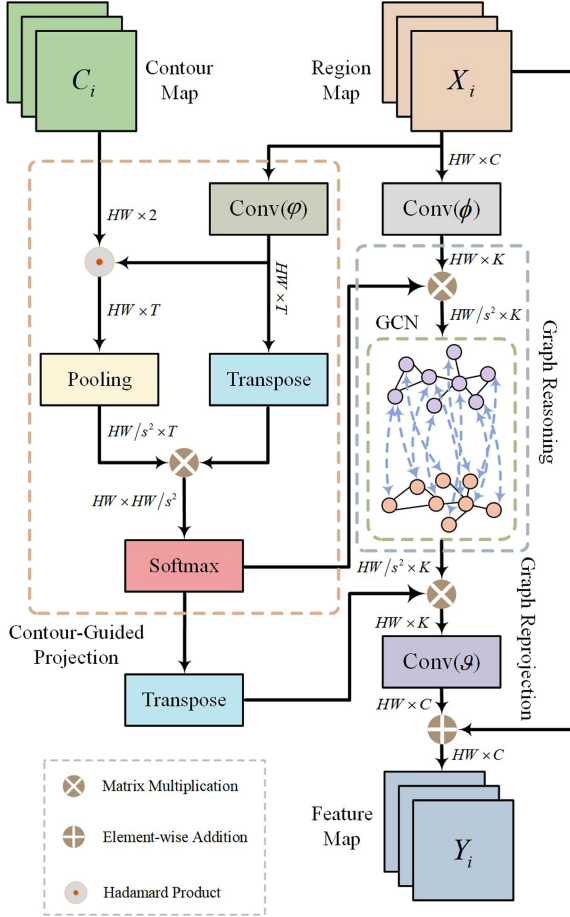 C_i
Contour
Map
Region
Map
X_i
HW × C
Conv(φ)
Conv(ϕ)
HW × 2
HW × T
HW × K
HW × T
HW/s² × K
GCN
Pooling
Transpose
Graph Reasoning
HW/s² × T
HW × HW/s²
Softmax
HW/s² × K
Contour-Guided
Projection
HW × K
Graph Reprojection
Conv(ϑ)
Transpose
HW × C
HW × C
Matrix Multiplication
Element-wise Addition
Hadamard Product
Feature
Map
Y_i